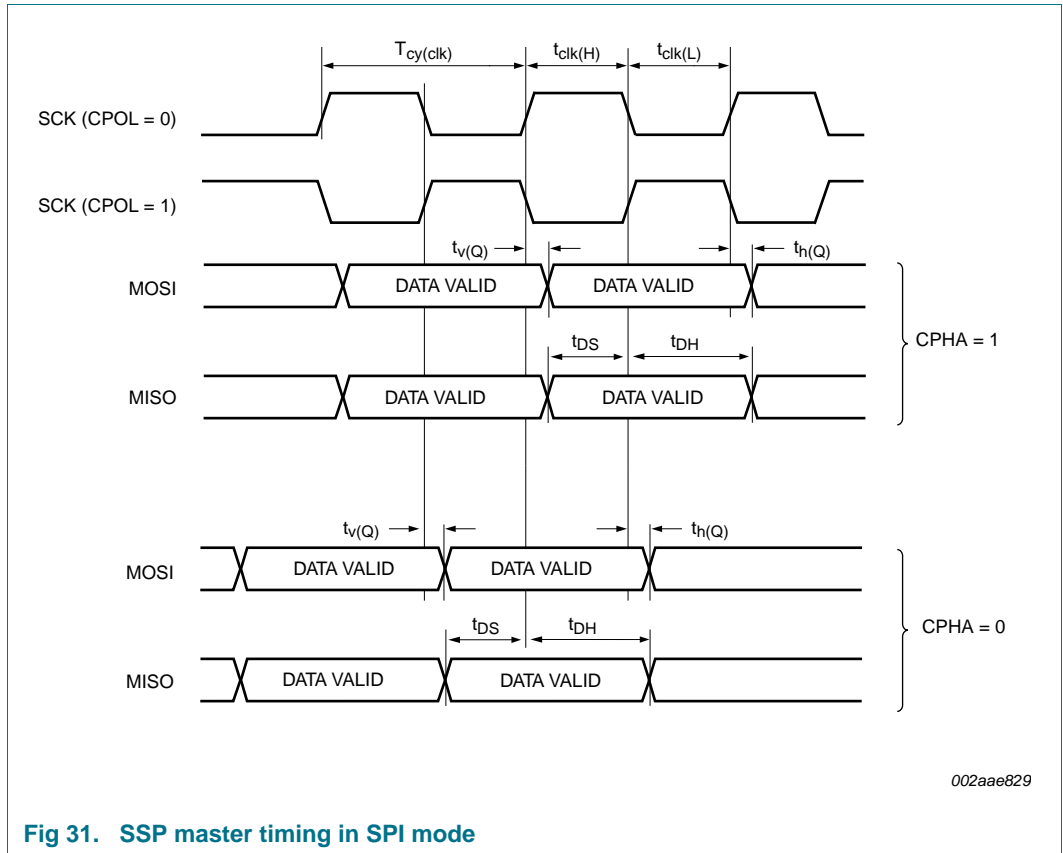 Tcy(clk) tclk(H) tclk(L)
SCK (CPOL = 0)
SCK (CPOL = 1)
tv(Q) th(Q)
MOSI DATA VALID DATA VALID
CPHA = 1
tDS tDH
MISO DATA VALID DATA VALID
tv(Q) th(Q)
MOSI DATA VALID DATA VALID
CPHA = 0
tDS tDH
MISO DATA VALID DATA VALID
002aae829
Fig 31. SSP master timing in SPI mode